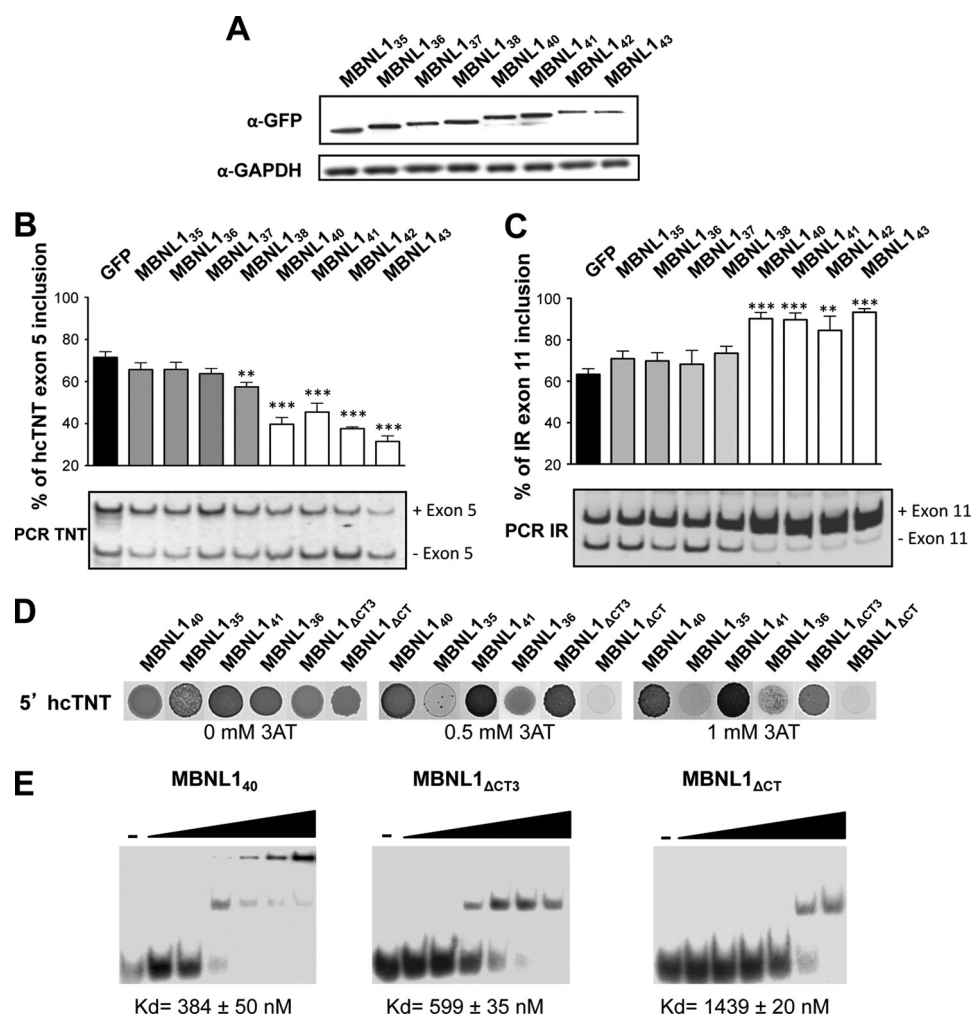 A
MBNL135 MBNL136 MBNL137 MBNL138 MBNL140 MBNL141 MBNL142 MBNL143
α-GFP
α-GAPDH
B
GFP MBNL135 MBNL136 MBNL137 MBNL138 MBNL140 MBNL141 MBNL142 MBNL143
% of hcTNT exon 5 inclusion
100
80
60
40
20
** *** *** *** ***
PCR TNT
+ Exon 5
- Exon 5
C
GFP MBNL135 MBNL136 MBNL137 MBNL138 MBNL140 MBNL141 MBNL142 MBNL143
% of IR exon 11 inclusion
100
80
60
40
20
*** *** ** ***
PCR IR
+ Exon 11
- Exon 11
D
MBNL140 MBNL135 MBNL141 MBNL136 MBNL1ΔCT3 MBNL1ΔCT MBNL140 MBNL135 MBNL141 MBNL136 MBNL1ΔCT3 MBNL1ΔCT MBNL140 MBNL135 MBNL141 MBNL136 MBNL1ΔCT3 MBNL1ΔCT
5' hcTNT
0 mM 3AT 0.5 mM 3AT 1 mM 3AT
E
MBNL140 MBNL1ΔCT3 MBNL1ΔCT
- - -
Kd= 384 ± 50 nM Kd= 599 ± 35 nM Kd= 1439 ± 20 nM